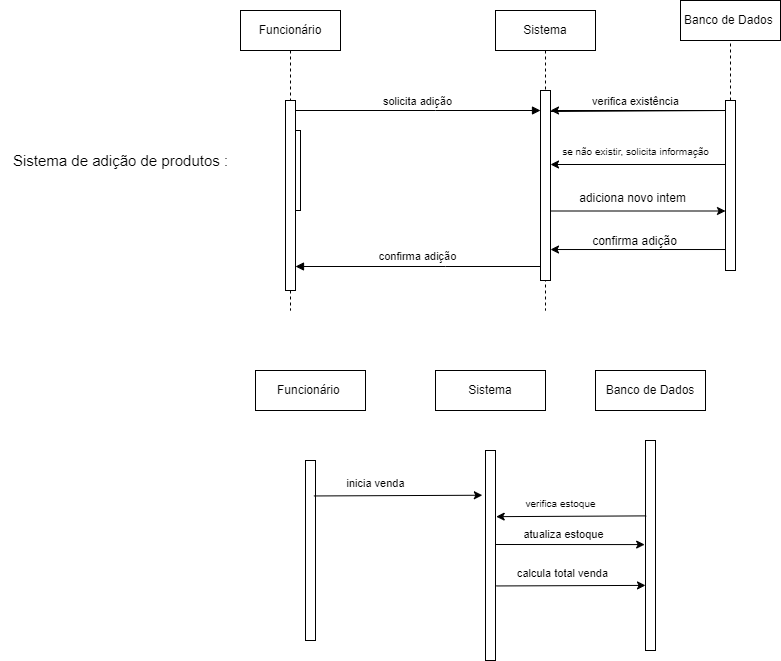 Funcionário
Sistema
Banco de Dados
solicita adição
verifica existência
se não existir, solicita informação
Sistema de adição de produtos :
adiciona novo intem
confirma adição
confirma adição
Funcionário
Sistema
Banco de Dados
inicia venda
verifica estoque
atualiza estoque
calcula total venda